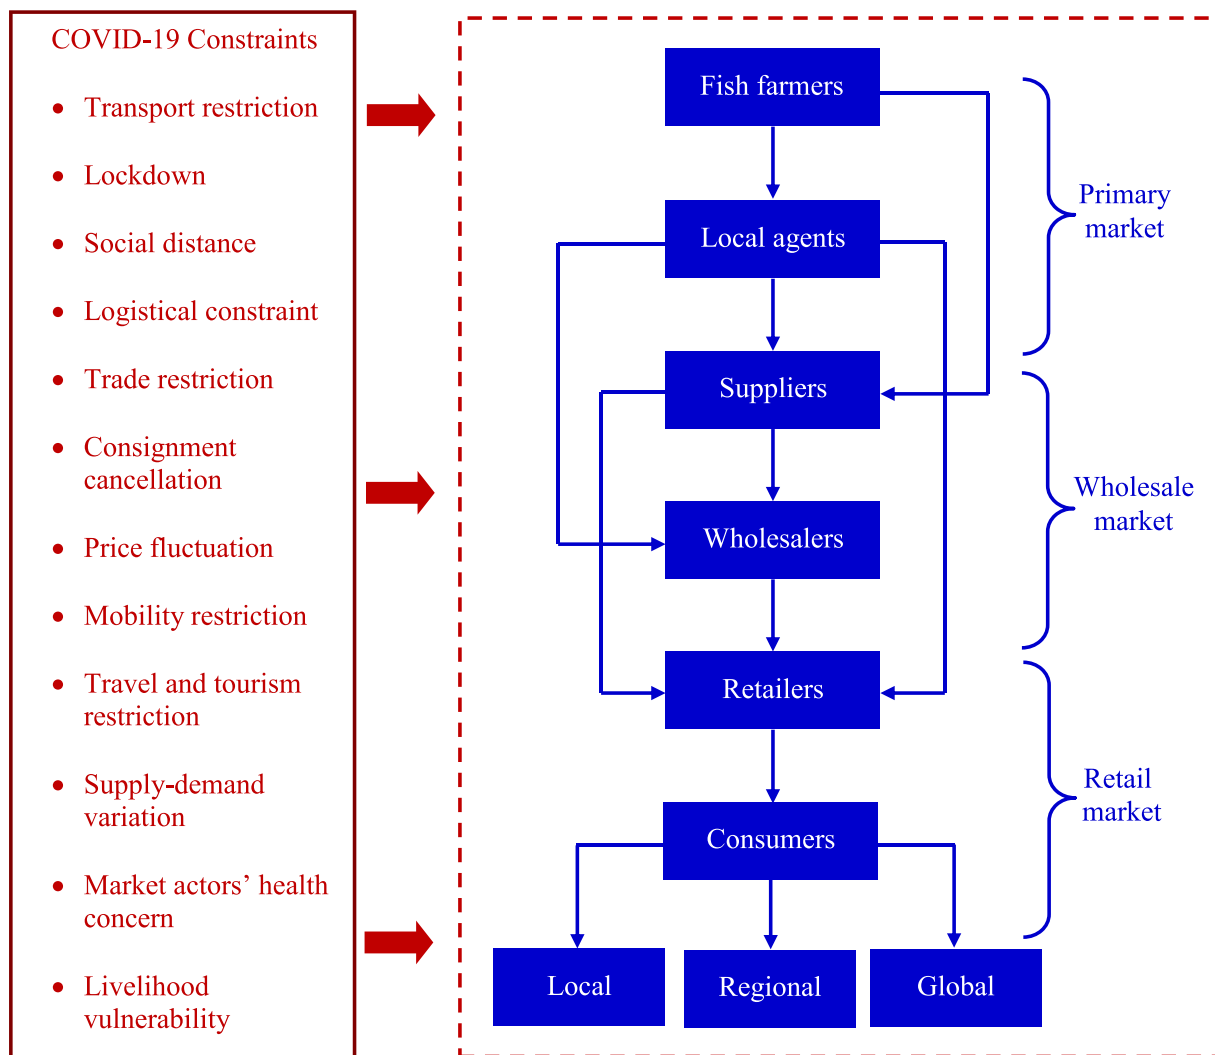 COVID-19 Constraints
• Transport restriction
• Lockdown
• Social distance
• Logistical constraint
• Trade restriction
• Consignment
cancellation
• Price fluctuation
• Mobility restriction
• Travel and tourism
restriction
• Supply-demand
variation
• Market actors’ health
concern
• Livelihood
vulnerability
Fish farmers
Local agents
Suppliers
Wholesalers
Retailers
Consumers
Local
Regional
Global
Primary
market
Wholesale
market
Retail
market